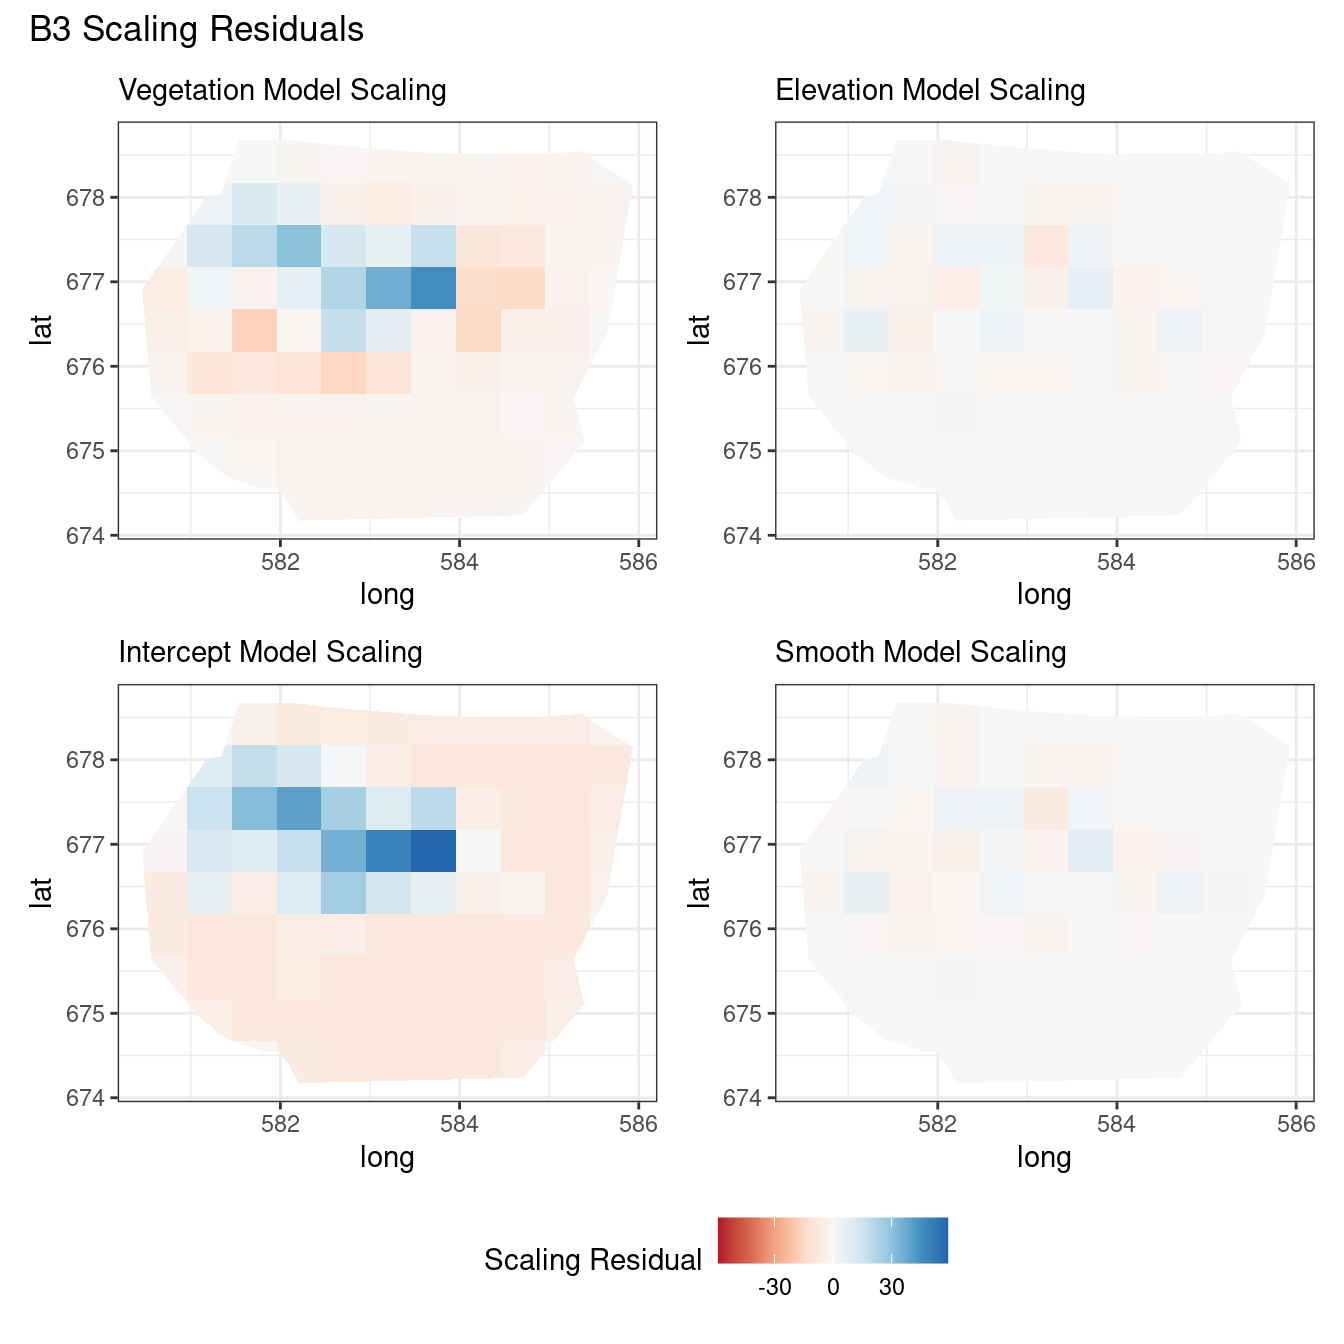 B3 Scaling Residuals
Vegetation Model Scaling
Elevation Model Scaling
678
677
676
675
674
lat
582
584
586
long
678
677
676
675
674
lat
582
584
586
long
Intercept Model Scaling
Smooth Model Scaling
678
677
676
675
674
lat
582
584
586
long
678
677
676
675
674
lat
582
584
586
long
Scaling Residual
-30
0
30